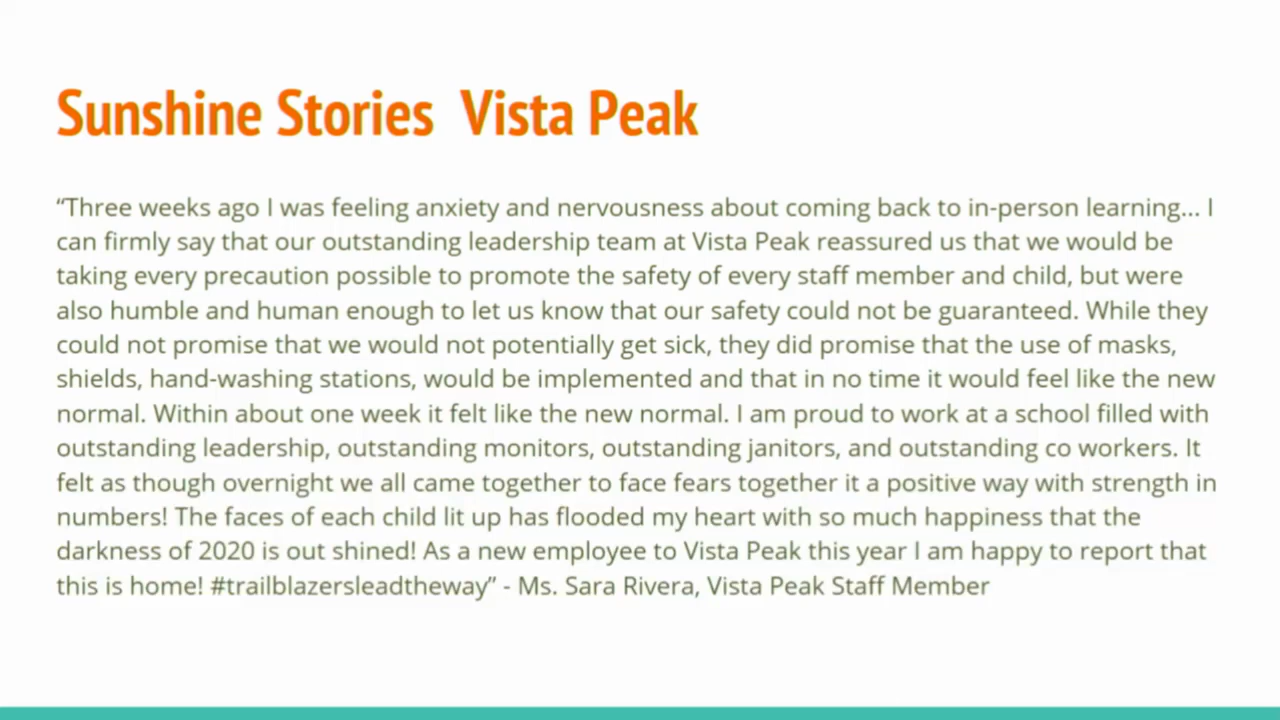 Sunshine Stories  Vista Peak
“Three weeks ago I was feeling anxiety and nervousness about coming back to in-person learning... I
can firmly say that our outstanding leadership team at Vista Peak reassured us that we would be
taking every precaution possible to promote the safety of every staff member and child, but were
also humble and human enough to let us know that our safety could not be guaranteed. While they
could not promise that we would not potentially get sick, they did promise that the use of masks,
shields, hand-washing stations, would be implemented and that in no time it would feel like the new
normal. Within about one week it felt like the new normal. I am proud to work at a school filled with
outstanding leadership, outstanding monitors, outstanding janitors, and outstanding co workers. It
felt as though overnight we all came together to face fears together it a positive way with strength in
numbers! The faces of each child lit up has flooded my heart with so much happiness that the
darkness of 2020 is out shined! As a new employee to Vista Peak this year I am happy to report that
this is home! #trailblazersleadtheway” - Ms. Sara Rivera, Vista Peak Staff Member